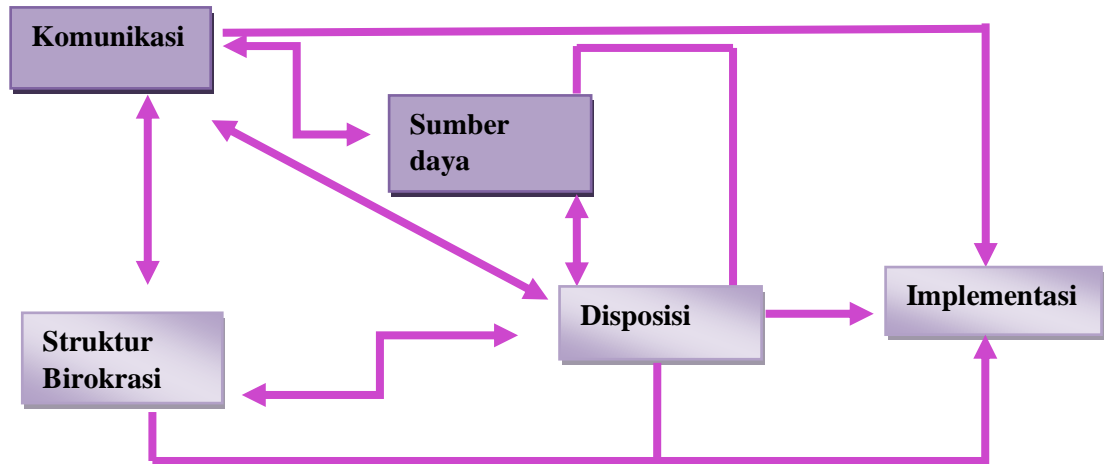 Komunikasi
Sumber
daya
Disposisi
Implementasi
Struktur
Birokrasi